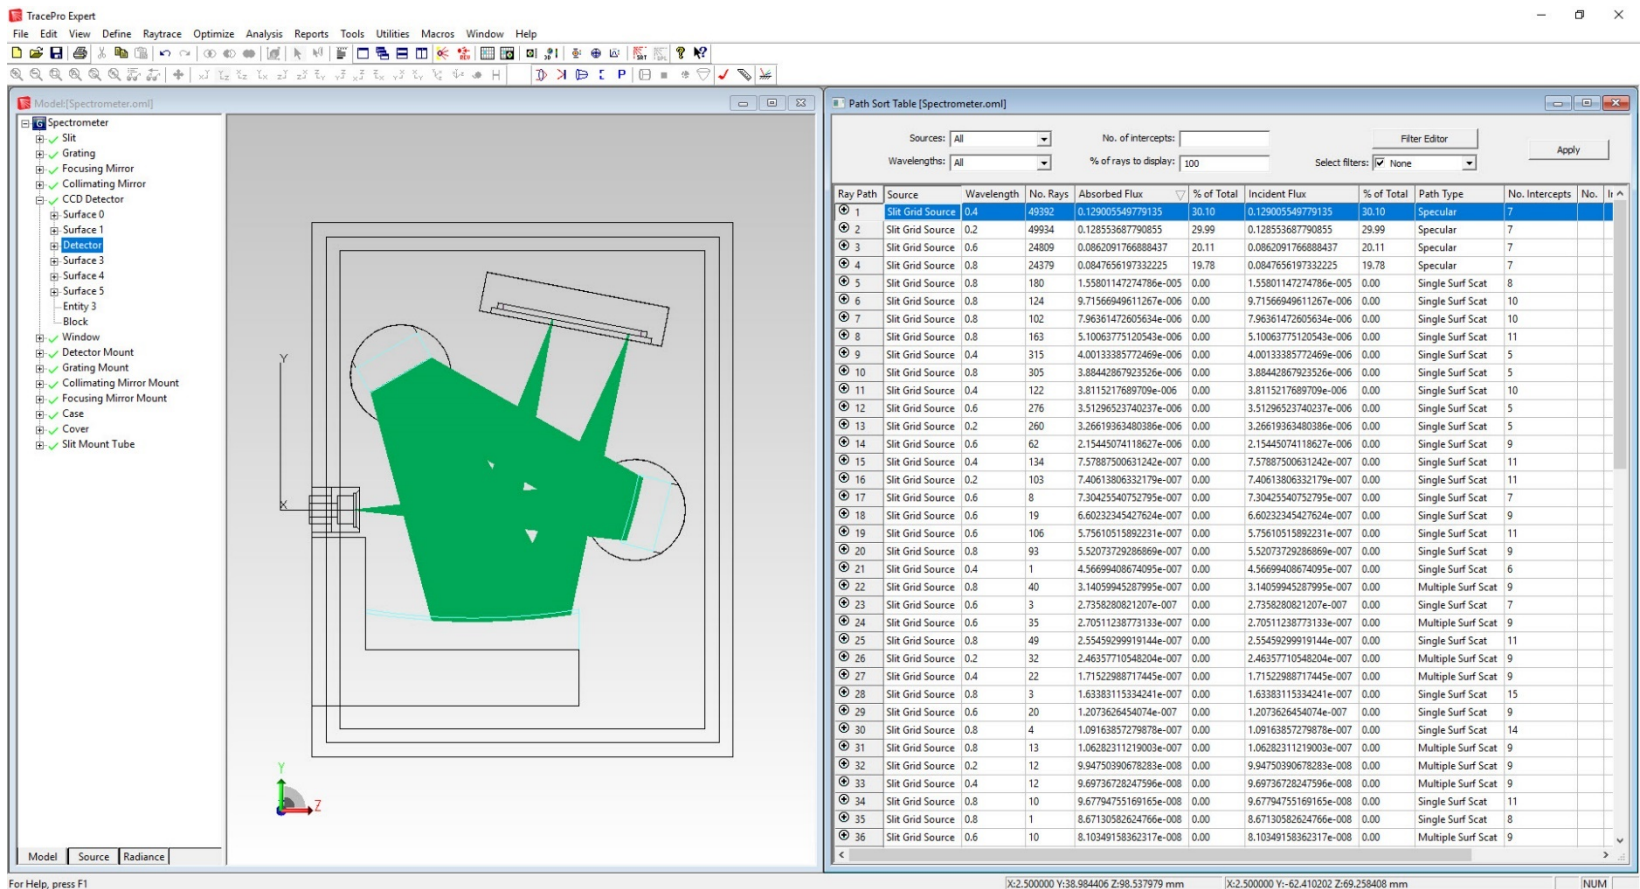 TracePro Expert
File Edit View Define Raytrace Optimize Analysis Reports Tools Utilities Macros Window Help
Model:[Spectrometer.oml]
Spectrometer
Slit
Grating
Focusing Mirror
Collimating Mirror
CCD Detector
Surface 0
Surface 1
Detector
Surface 3
Surface 4
Surface 5
Entity 3
Block
Window
Detector Mount
Grating Mount
Collimating Mirror Mount
Focusing Mirror Mount
Case
Cover
Slit Mount Tube
Model Source Radiance
Y
X
Y
Z
Path Sort Table [Spectrometer.oml]
Sources: All No. of intercepts: Filter Editor
Apply
Wavelengths: All % of rays to display: 100 Select filters: None
Ray Path Source Wavelength No. Rays Absorbed Flux % of Total Incident Flux % of Total Path Type No. Intercepts No.
1 Slit Grid Source 0.4 49392 0.129005549779135 30.10 0.129005549779135 30.10 Specular 7
2 Slit Grid Source 0.2 49934 0.128553687790855 29.99 0.128553687790855 29.99 Specular 7
3 Slit Grid Source 0.6 24809 0.0862091766888437 20.11 0.0862091766888437 20.11 Specular 7
4 Slit Grid Source 0.8 24379 0.0847656197332225 19.78 0.0847656197332225 19.78 Specular 7
5 Slit Grid Source 0.8 180 1.55801147274786e-005 0.00 1.55801147274786e-005 0.00 Single Surf Scat 8
6 Slit Grid Source 0.8 124 9.71566949611267e-006 0.00 9.71566949611267e-006 0.00 Single Surf Scat 10
7 Slit Grid Source 0.8 102 7.96361472605634e-006 0.00 7.96361472605634e-006 0.00 Single Surf Scat 10
8 Slit Grid Source 0.8 163 5.10063775120543e-006 0.00 5.10063775120543e-006 0.00 Single Surf Scat 11
9 Slit Grid Source 0.4 315 4.00133385772469e-006 0.00 4.00133385772469e-006 0.00 Single Surf Scat 5
10 Slit Grid Source 0.8 305 3.88442867923526e-006 0.00 3.88442867923526e-006 0.00 Single Surf Scat 5
11 Slit Grid Source 0.4 122 3.8115217689709e-006 0.00 3.8115217689709e-006 0.00 Single Surf Scat 10
12 Slit Grid Source 0.6 276 3.51296523740237e-006 0.00 3.51296523740237e-006 0.00 Single Surf Scat 5
13 Slit Grid Source 0.2 260 3.26619363480386e-006 0.00 3.26619363480386e-006 0.00 Single Surf Scat 5
14 Slit Grid Source 0.6 62 2.15445074118627e-006 0.00 2.15445074118627e-006 0.00 Single Surf Scat 9
15 Slit Grid Source 0.4 134 7.57887500631242e-007 0.00 7.57887500631242e-007 0.00 Single Surf Scat 11
16 Slit Grid Source 0.2 103 7.40613806332179e-007 0.00 7.40613806332179e-007 0.00 Single Surf Scat 11
17 Slit Grid Source 0.6 8 7.30425540752795e-007 0.00 7.30425540752795e-007 0.00 Single Surf Scat 7
18 Slit Grid Source 0.6 19 6.60232345427624e-007 0.00 6.60232345427624e-007 0.00 Single Surf Scat 9
19 Slit Grid Source 0.6 106 5.75610515892231e-007 0.00 5.75610515892231e-007 0.00 Single Surf Scat 11
20 Slit Grid Source 0.8 93 5.52073729286869e-007 0.00 5.52073729286869e-007 0.00 Single Surf Scat 9
21 Slit Grid Source 0.4 1 4.56699408674095e-007 0.00 4.56699408674095e-007 0.00 Single Surf Scat 6
22 Slit Grid Source 0.8 40 3.14059945287995e-007 0.00 3.14059945287995e-007 0.00 Multiple Surf Scat 9
23 Slit Grid Source 0.6 3 2.7358280821207e-007 0.00 2.7358280821207e-007 0.00 Single Surf Scat 7
24 Slit Grid Source 0.6 35 2.70511238773133e-007 0.00 2.70511238773133e-007 0.00 Multiple Surf Scat 9
25 Slit Grid Source 0.8 49 2.55459299919144e-007 0.00 2.55459299919144e-007 0.00 Single Surf Scat 11
26 Slit Grid Source 0.2 32 2.46357710548204e-007 0.00 2.46357710548204e-007 0.00 Multiple Surf Scat 9
27 Slit Grid Source 0.4 22 1.71522988717445e-007 0.00 1.71522988717445e-007 0.00 Multiple Surf Scat 9
28 Slit Grid Source 0.8 3 1.63383115334241e-007 0.00 1.63383115334241e-007 0.00 Single Surf Scat 15
29 Slit Grid Source 0.6 20 1.2073626454074e-007 0.00 1.2073626454074e-007 0.00 Single Surf Scat 9
30 Slit Grid Source 0.8 4 1.09163857279878e-007 0.00 1.09163857279878e-007 0.00 Single Surf Scat 14
31 Slit Grid Source 0.8 13 1.06282311219003e-007 0.00 1.06282311219003e-007 0.00 Multiple Surf Scat 9
32 Slit Grid Source 0.2 12 9.94750390678283e-008 0.00 9.94750390678283e-008 0.00 Multiple Surf Scat 9
33 Slit Grid Source 0.4 12 9.69736728247596e-008 0.00 9.69736728247596e-008 0.00 Multiple Surf Scat 9
34 Slit Grid Source 0.8 10 9.67794755169165e-008 0.00 9.67794755169165e-008 0.00 Single Surf Scat 11
35 Slit Grid Source 0.8 1 8.67130582624766e-008 0.00 8.67130582624766e-008 0.00 Single Surf Scat 8
36 Slit Grid Source 0.6 10 8.10349158362317e-008 0.00 8.10349158362317e-008 0.00 Multiple Surf Scat 9
For Help, press F1 X:2.500000 Y:38.984406 Z:98.537979 mm X:2.500000 Y:-62.410202 Z:69.258408 mm NUM